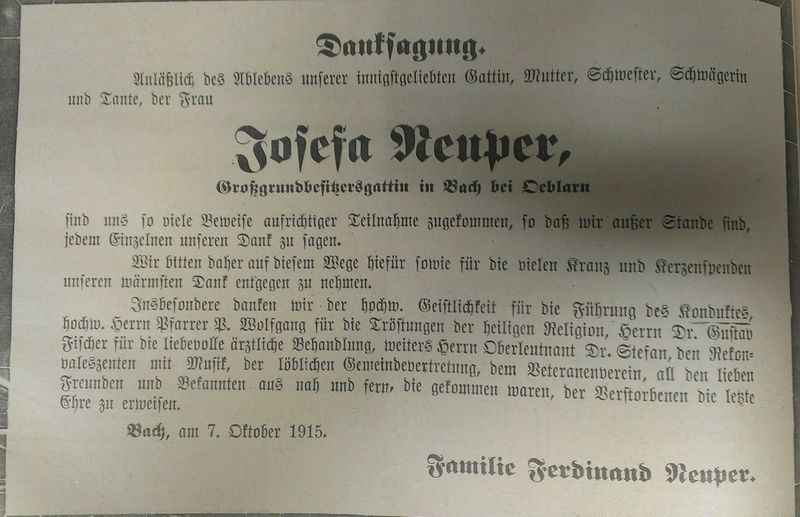 Danksagung.
Anläßlich des Ablebens unserer innigstgeliebten Gattin, Mutter, Schwester, Schwägerin
und Tante, der Frau
Josefa Neuper,
Großgrundbesitzersgattin in Bach bei Oeblarn
sind uns so viele Beweise aufrichtiger Teilnahme zugekommen, so daß wir außer Stande sind,
jedem Einzelnen unseren Dank zu sagen.
Wir bitten daher auf diesem Wege hiefür sowie für die vielen Kranz und Kerzenspenden
unseren wärmsten Dank entgegen zu nehmen.
Insbesondere danken wir der hochw. Geistlichkeit für die Führung des Konduktes,
hochw. Herrn Pfarrer P. Wolfgang für die Tröstungen der heiligen Religion, Herrn Dr. Gustav
Fischer für die liebevolle ärztliche Behandlung, weiters Herrn Oberleutnant Dr. Stefan, den Rekon-
valeszenten mit Musik, der löblichen Gemeindevertretung, dem Veteranenverein, all den lieben
Freunden und Bekannten aus nah und fern, die gekommen waren, der Verstorbenen die letzte
Ehre zu erweisen.
Bach, am 7. Oktober 1915.
Familie Ferdinand Neuper.